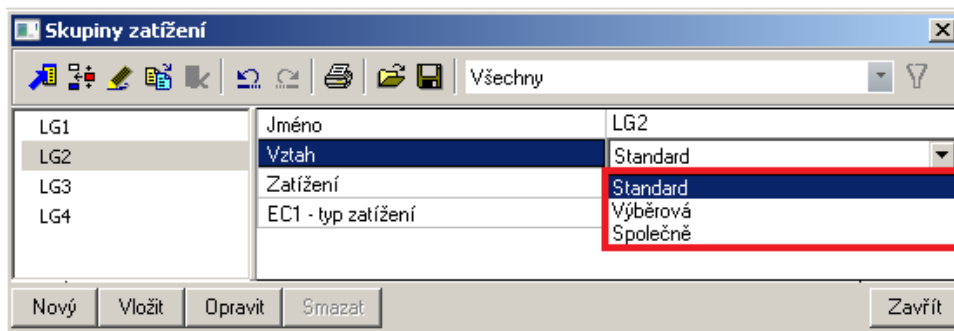 Skupiny zatížení
Všechny
LG1
LG2
LG3
LG4
Jméno LG2
Vztah Standard
Zatížení Standard
Výběrová
EC1 - typ zatížení
Společně
Nový Vložit Opravit Smazat Zavřít